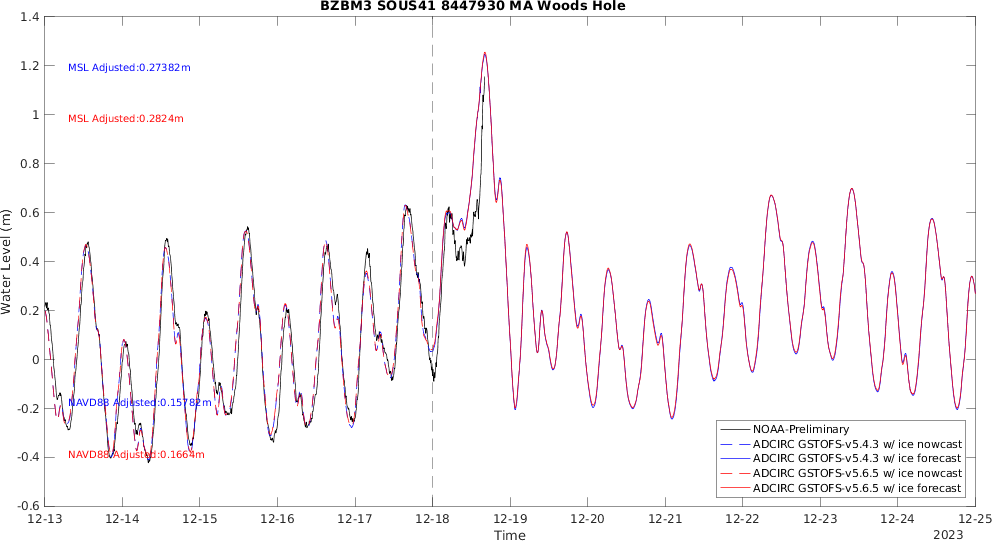 BZBM3 SOUS41 8447930 MA Woods Hole
1.4
1.2
1
0.8
0.6
0.4
0.2
0
-0.2
-0.4
-0.6
Water Level (m)
MSL Adjusted:0.27382m
MSL Adjusted:0.2824m
NAVD88 Adjusted:0.15782m
NAVD88 Adjusted:0.1664m
NOAA-Preliminary
ADCIRC GSTOFS-v5.4.3 w/ ice nowcast
ADCIRC GSTOFS-v5.4.3 w/ ice forecast
ADCIRC GSTOFS-v5.6.5 w/ ice nowcast
ADCIRC GSTOFS-v5.6.5 w/ ice forecast
12-13 12-14 12-15 12-16 12-17 12-18 12-19 12-20 12-21 12-22 12-23 12-24 12-25
Time
2023